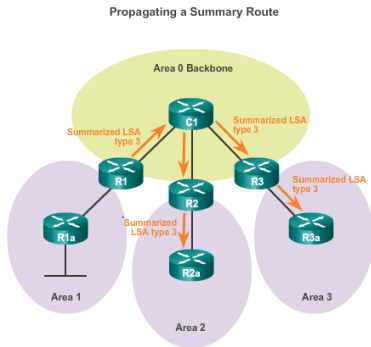 Propagating a Summary Route
Area 0 Backbone
C1
Summarized LSA
type 3
Summarized LSA
type 3
R1
R3
Summarized LSA
type 3
R2
R1a
Summarized
LSA type 3
R3a
R2a
Area 1
Area 2
Area 3